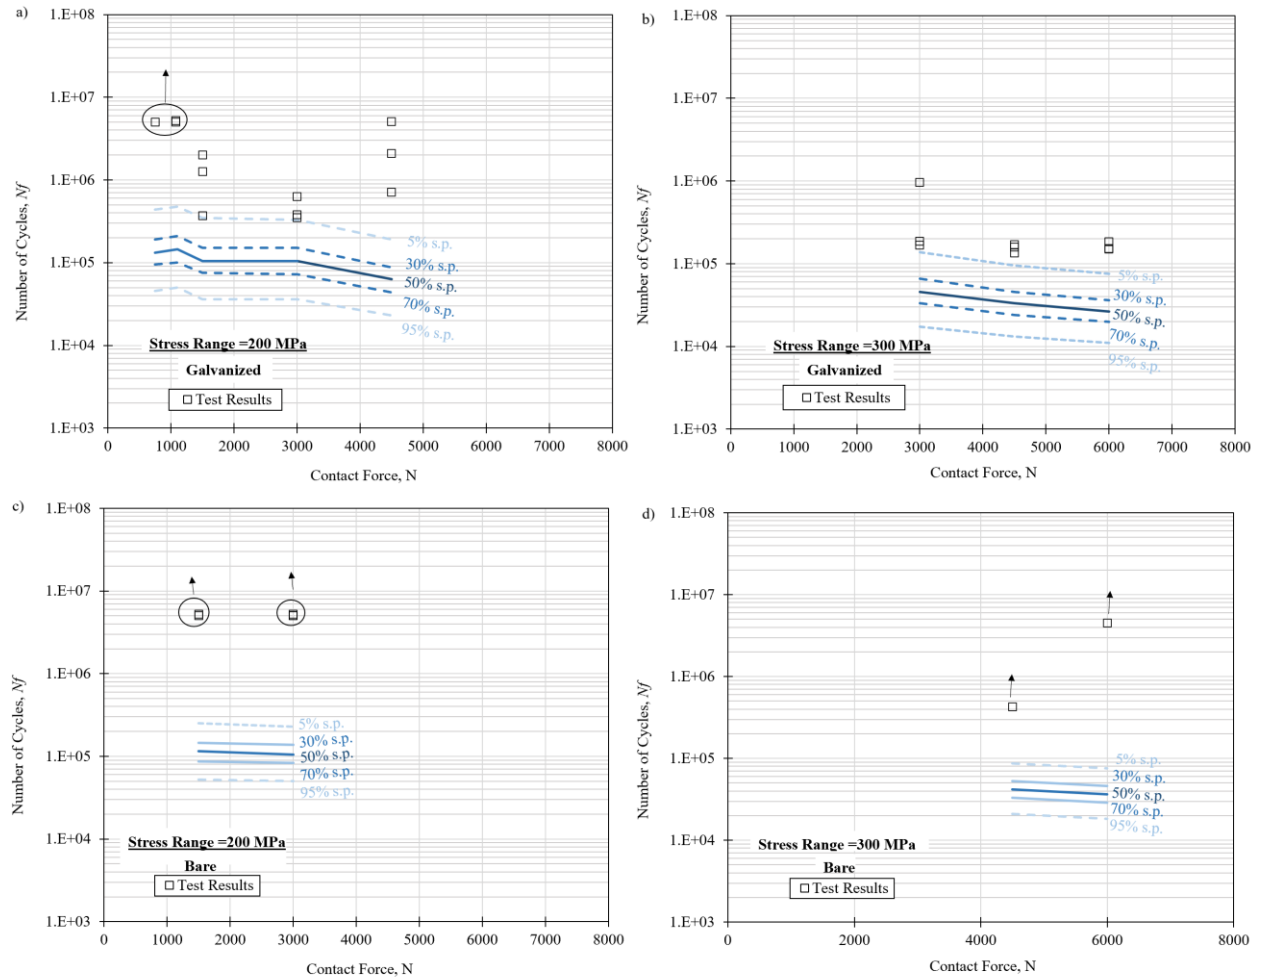 a)
1.E+08
1.E+07
1.E+06
1.E+05
1.E+04
1.E+03
Number of Cycles, Nf
5% s.p.
30% s.p.
50% s.p.
70% s.p.
95% s.p.
Stress Range =200 MPa
Galvanized
Test Results
0 1000 2000 3000 4000 5000 6000 7000 8000
Contact Force, N
b)
1.E+08
1.E+07
1.E+06
1.E+05
1.E+04
1.E+03
Number of Cycles, Nf
5% s.p.
30% s.p.
50% s.p.
70% s.p.
95% s.p.
Stress Range =300 MPa
Galvanized
Test Results
0 1000 2000 3000 4000 5000 6000 7000 8000
Contact Force, N
c)
1.E+08
1.E+07
1.E+06
1.E+05
1.E+04
1.E+03
Number of Cycles, Nf
5% s.p.
30% s.p.
50% s.p.
70% s.p.
95% s.p.
Stress Range =200 MPa
Bare
Test Results
0 1000 2000 3000 4000 5000 6000 7000 8000
Contact Force, N
d)
1.E+08
1.E+07
1.E+06
1.E+05
1.E+04
1.E+03
Number of Cycles, Nf
5% s.p.
30% s.p.
50% s.p.
70% s.p.
95% s.p.
Stress Range =300 MPa
Bare
Test Results
0 2000 4000 6000 8000
Contact Force, N